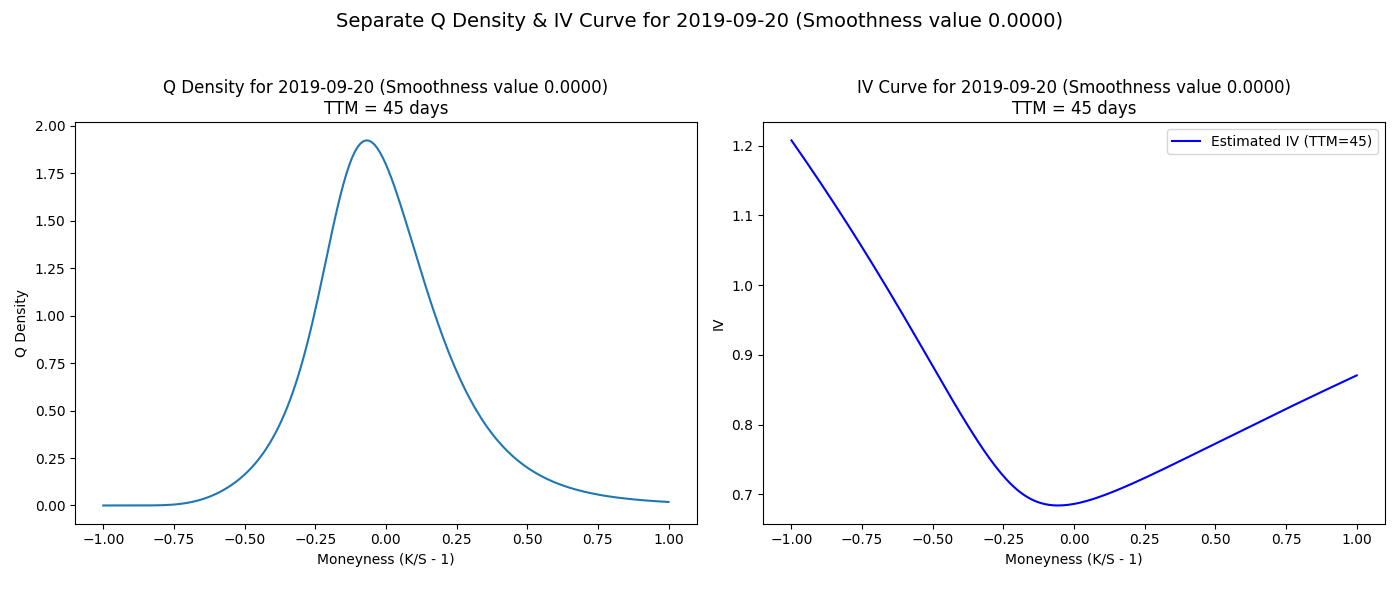 Separate Q Density & IV Curve for 2019-09-20 (Smoothness value 0.0000)
Q Density for 2019-09-20 (Smoothness value 0.0000)
TTM = 45 days
2.00
1.75
1.50
1.25
1.00
0.75
0.50
0.25
0.00
Q Density
−1.00 −0.75 −0.50 −0.25 0.00 0.25 0.50 0.75 1.00
Moneyness (K/S - 1)
IV Curve for 2019-09-20 (Smoothness value 0.0000)
TTM = 45 days
Estimated IV (TTM=45)
1.2
1.1
1.0
0.9
0.8
0.7
IV
−1.00 −0.75 −0.50 −0.25 0.00 0.25 0.50 0.75 1.00
Moneyness (K/S - 1)